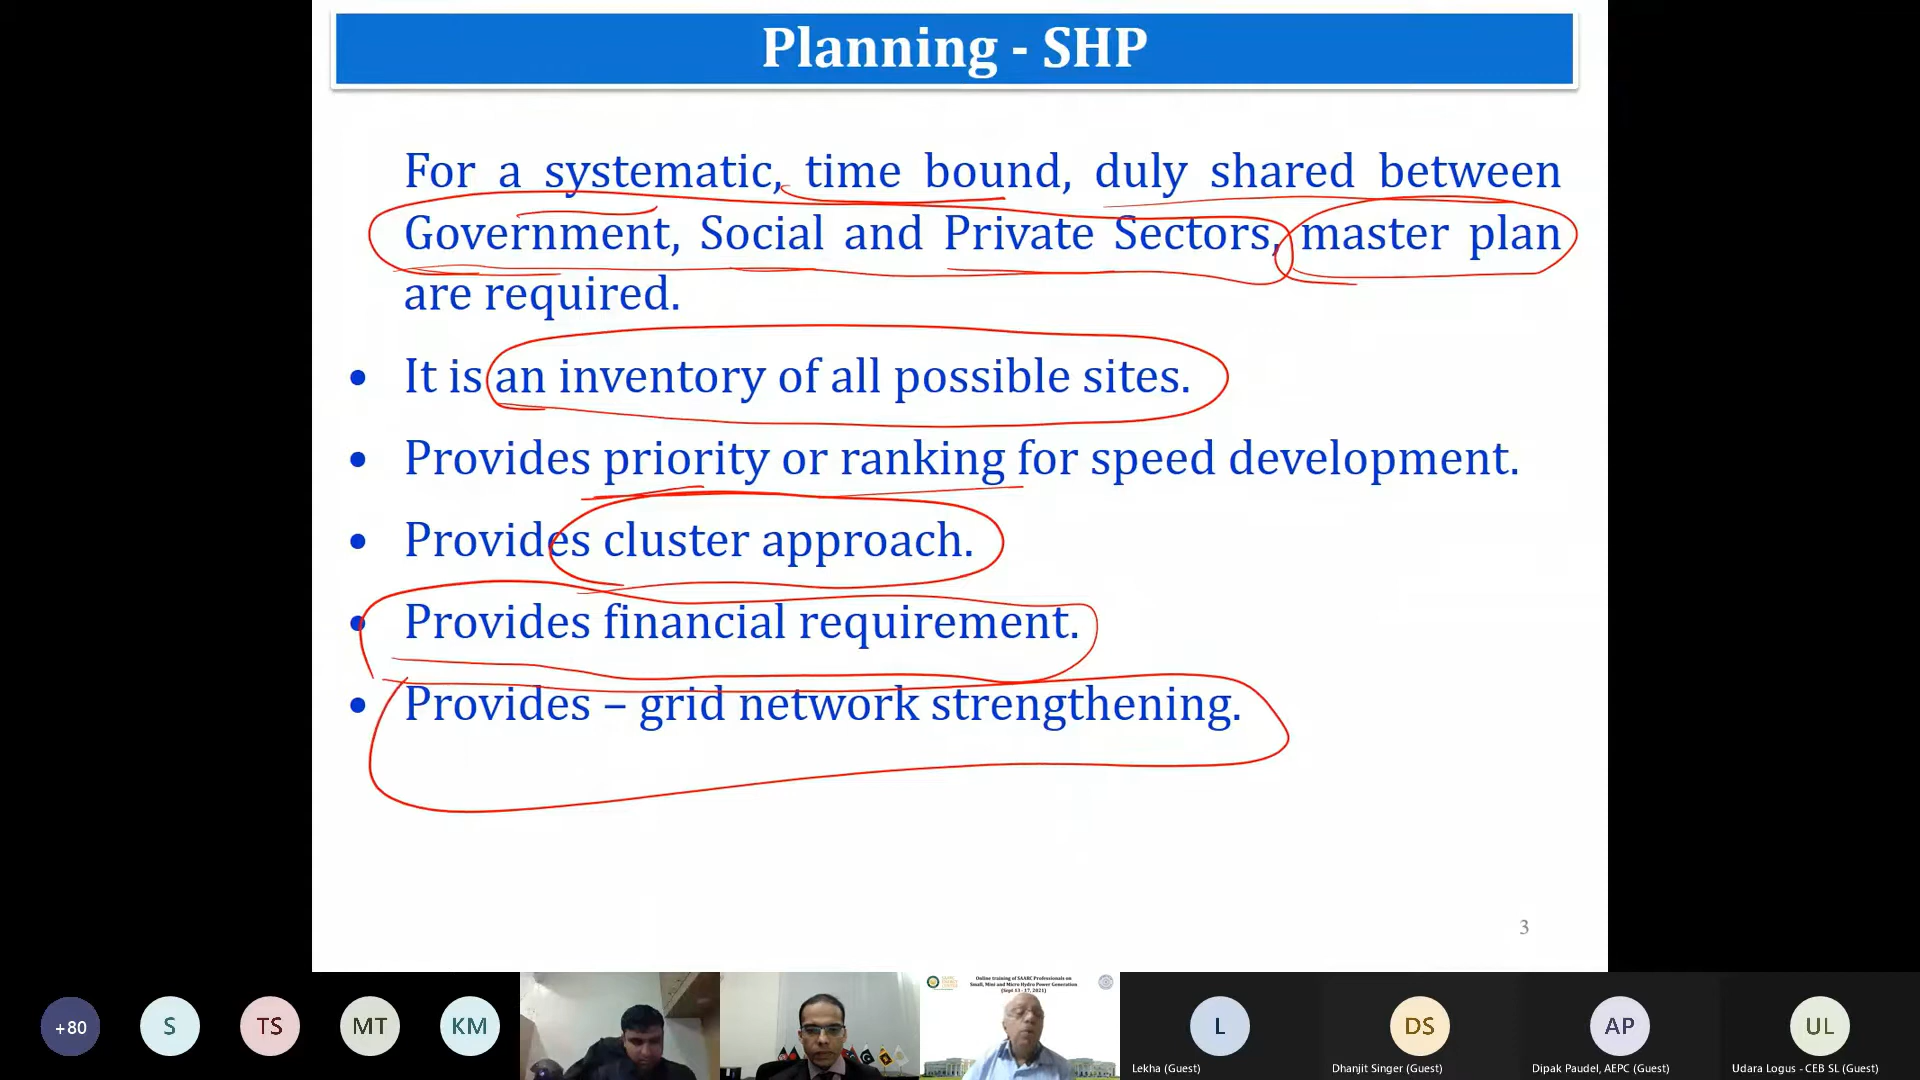 Planning - SHP
For a systematic, time bound, duly shared between
Government, Social and Private Sectors, master plan
are required.
• It is an inventory of all possible sites.
• Provides priority or ranking for speed development.
• Provides cluster approach.
• Provides financial requirement.
• Provides – grid network strengthening.
3
+80
S
TS
MT
KM
Online training of SAARC Professionals on
Small, Mini and Micro Hydro Power Generation
(Sept 13 - 17, 2021)
L
DS
AP
UL
Lekha (Guest)
Dhanjit Singer (Guest)
Dipak Paudel, AEPC (Guest)
Udara Logus - CEB SL (Guest)